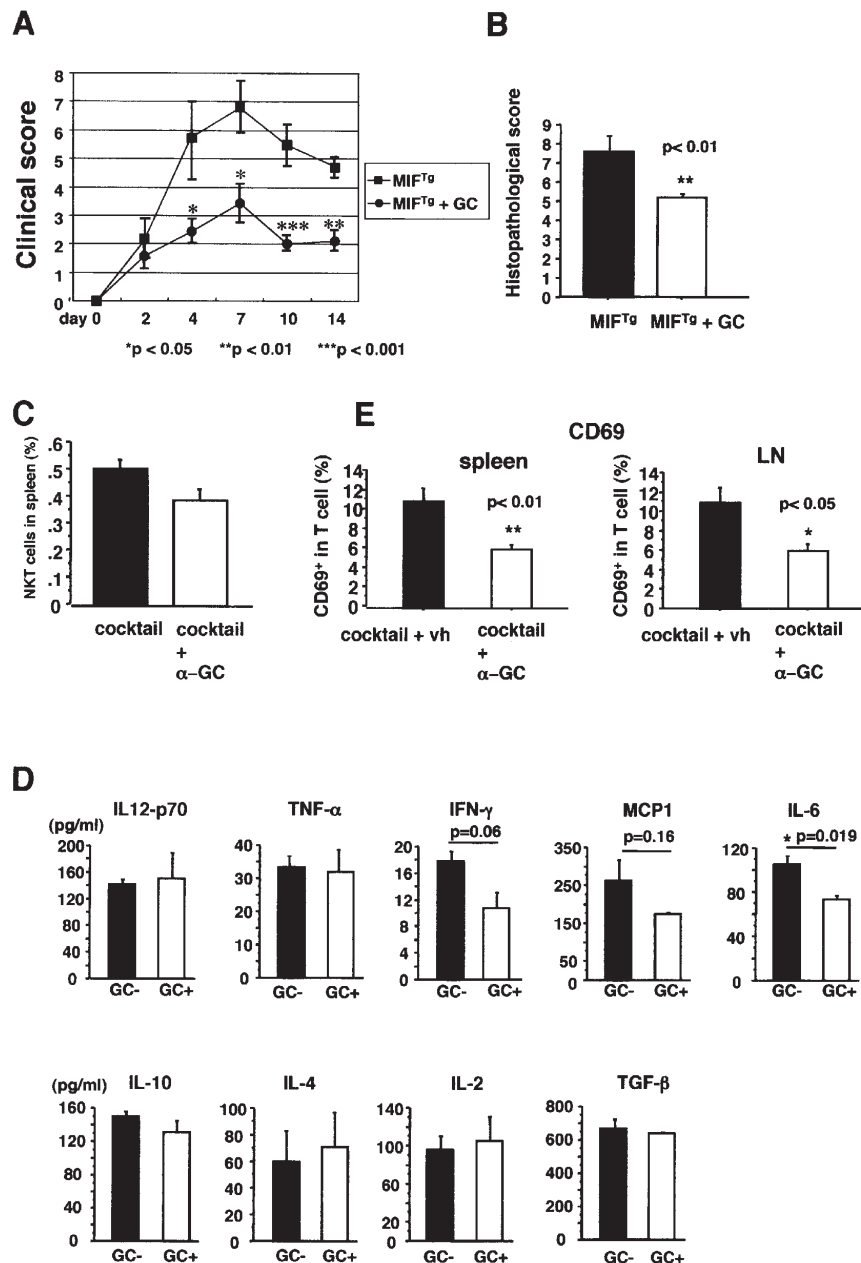 A
Clinical score
8
7
6
5
4
3
2
1
0
MIFTg
MIFTg + GC
*
*
***
**
day 0 2 4 7 10 14
*p < 0.05 **p < 0.01 ***p < 0.001
B
Histopathological score
9
8
7
6
5
4
3
2
1
0
p< 0.01
**
MIFTg MIFTg + GC
C
NKT cells in spleen (%)
.6
.5
.4
.3
.2
.1
0
cocktail cocktail
+
α–GC
E
CD69
spleen
CD69+ in T cell (%)
14
12
10
8
6
4
2
0
p< 0.01
**
cocktail + vh cocktail
+
α–GC
LN
CD69+ in T cell (%)
14
12
10
8
6
4
2
0
p< 0.05
*
cocktail + vh cocktail
+
α–GC
D
(pg/ml)
IL12-p70
200
160
120
80
40
0
GC- GC+
TNF-α
40
30
20
10
0
GC- GC+
IFN-γ
p=0.06
20
16
12
8
4
0
GC- GC+
MCP1
p=0.16
350
250
150
50
0
GC- GC+
IL-6
* p=0.019
120
80
40
0
GC- GC+
(pg/ml)
IL-10
160
120
80
40
0
GC- GC+
IL-4
100
80
60
40
20
0
GC- GC+
IL-2
140
100
60
20
0
GC- GC+
TGF-β
800
600
400
200
0
GC- GC+